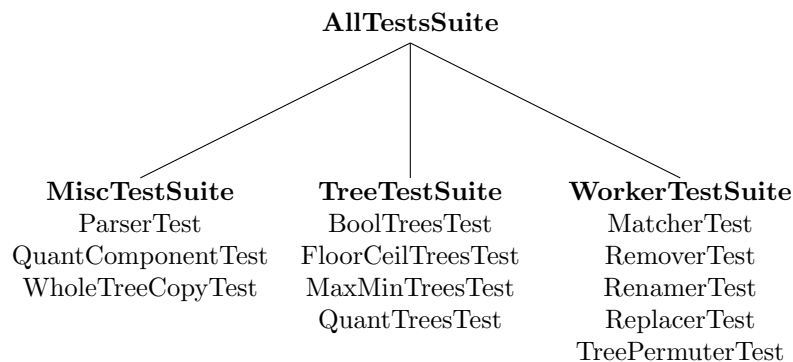 AllTestsSuite
MiscTestSuite
ParserTest
QuantComponentTest
WholeTreeCopyTest
TreeTestSuite
BoolTreesTest
FloorCeilTreesTest
MaxMinTreesTest
QuantTreesTest
WorkerTestSuite
MatcherTest
RemoverTest
RenamerTest
ReplacerTest
TreePermuterTest